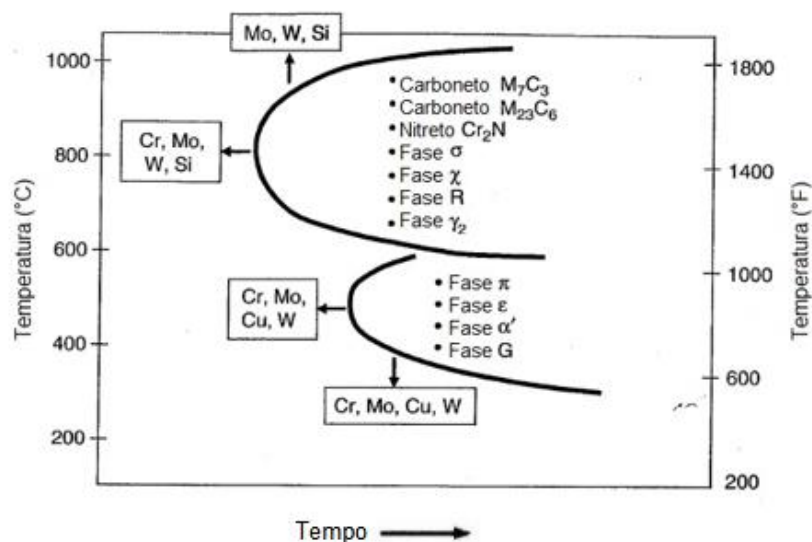 Mo, W, Si
1000
1800
Carboneto M₇C₃
Carboneto M₂₃C₆
Nitreto Cr₂N
Fase σ
Fase χ
Fase R
Fase γ₂
Cr, Mo,
W, Si
800
1400
Temperatura (°C)
Temperatura (°F)
600
1000
Fase π
Fase ε
Fase α'
Fase G
Cr, Mo,
Cu, W
400
600
Cr, Mo, Cu, W
200
200
Tempo